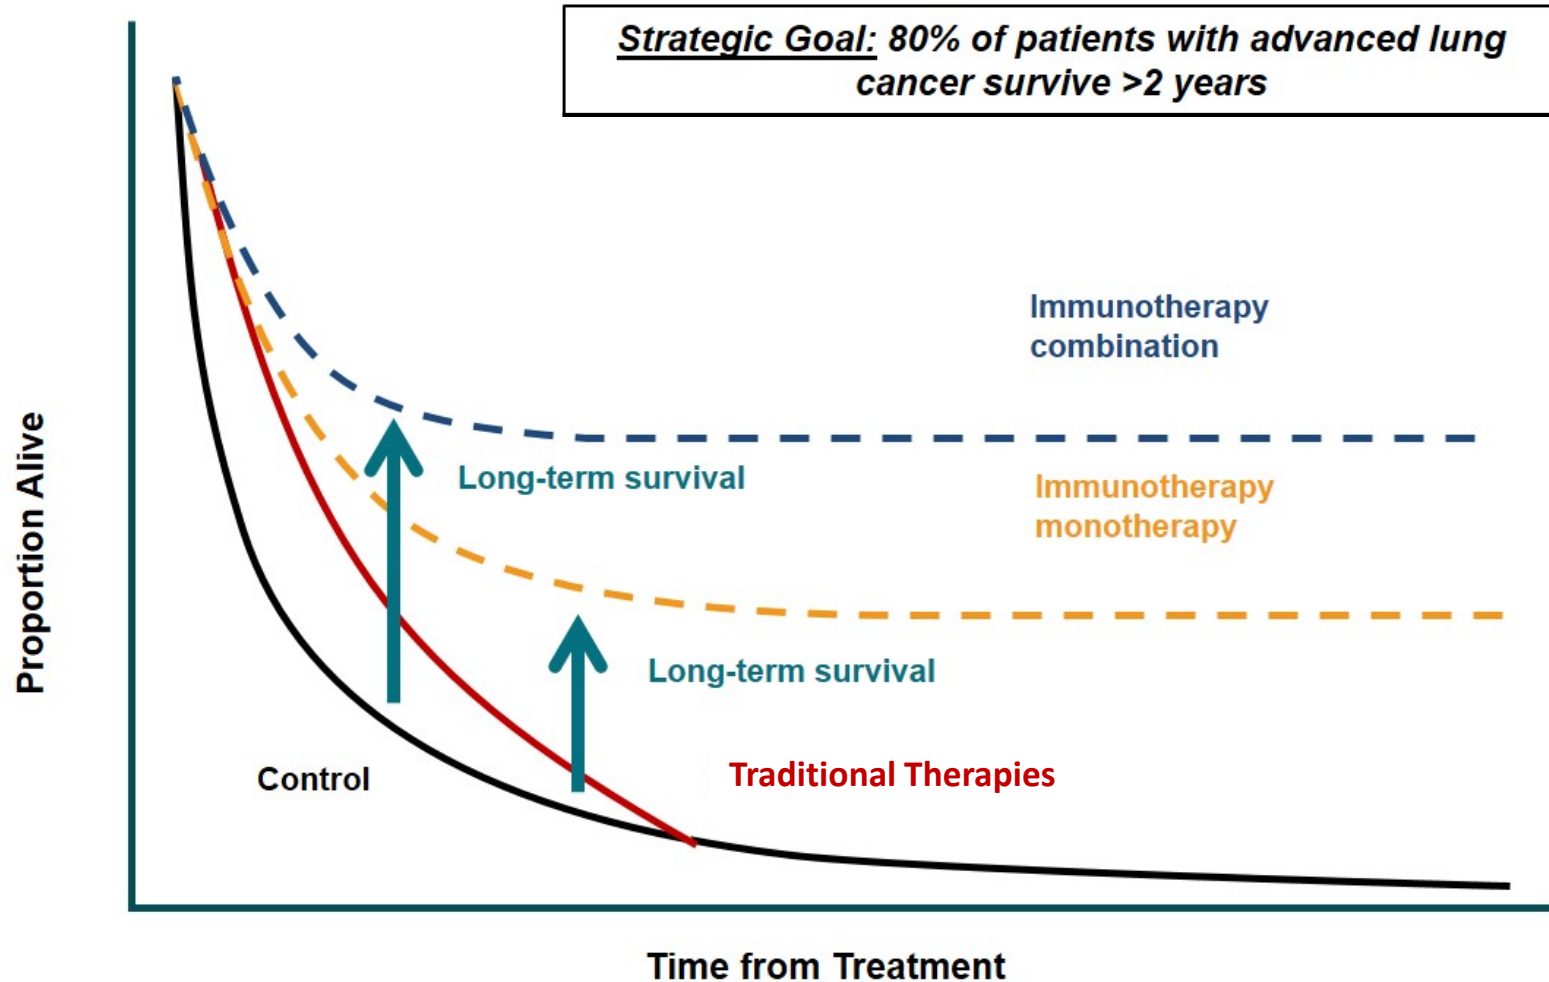 Strategic Goal: 80% of patients with advanced lung
cancer survive >2 years
Immunotherapy
combination
Long-term survival
Immunotherapy
monotherapy
Long-term survival
Control
Traditional Therapies
Proportion Alive
Time from Treatment